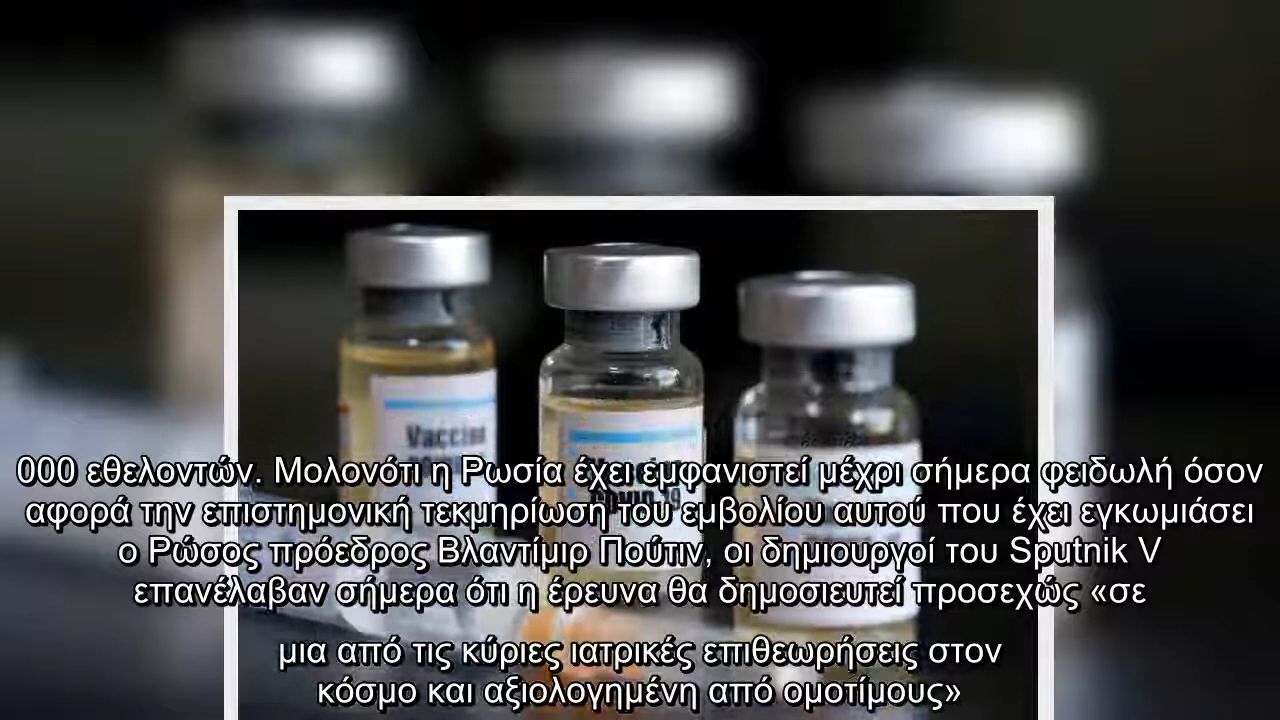 Vaccine
000 εθελοντών. Μολονότι η Ρωσία έχει εμφανιστεί μέχρι σήμερα φειδωλή όσον
αφορά την επιστημονική τεκμηρίωση του εμβολίου αυτού που έχει εγκωμιάσει
ο Ρώσος πρόεδρος Βλαντίμιρ Πούτιν, οι δημιουργοί του Sputnik V
επανέλαβαν σήμερα ότι η έρευνα θα δημοσιευτεί προσεχώς «σε
μια από τις κύριες ιατρικές επιθεωρήσεις στον
κόσμο και αξιολογημένη από ομοτίμους»